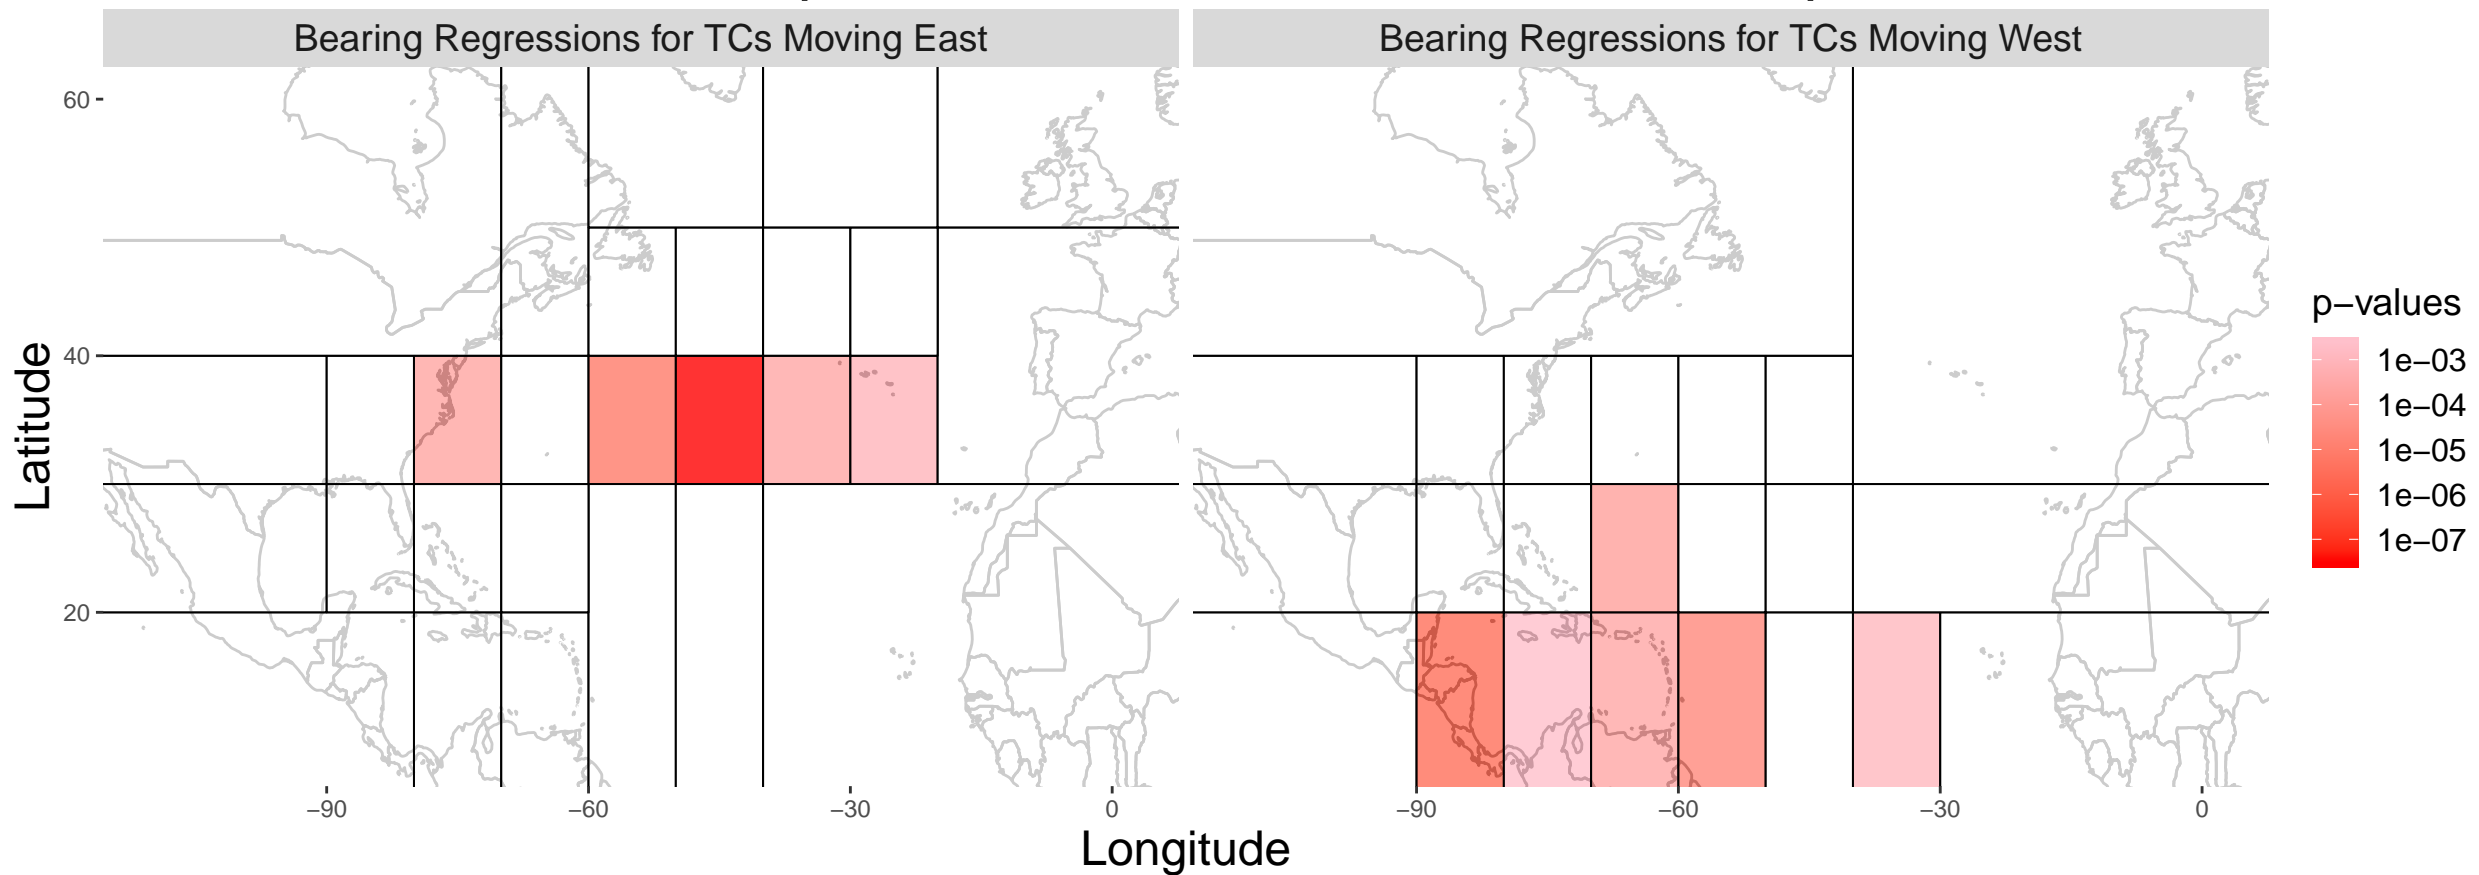 Bearing Regressions for TCs Moving East
Bearing Regressions for TCs Moving West
60
40
20
Latitude
−90
−60
−30
0
−90
−60
−30
0
Longitude
p−values
1e−03
1e−04
1e−05
1e−06
1e−07